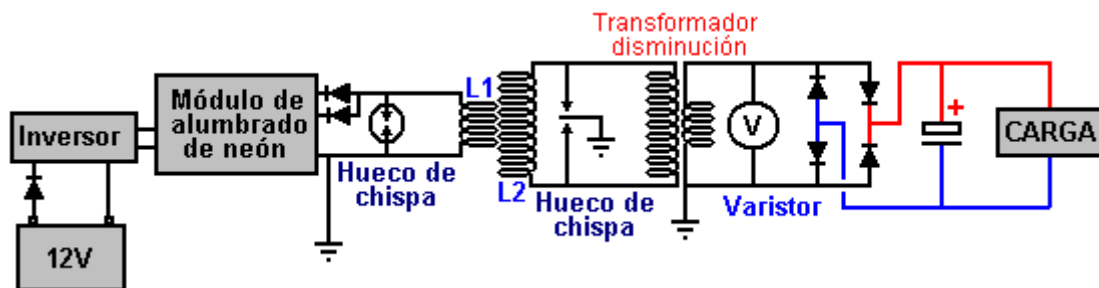 Transformador
disminución
L1
Módulo de
alumbrado
de neón
Inversor
V
+
CARGA
Hueco de
chispa
L2
Hueco de
chispa
Varistor
12V